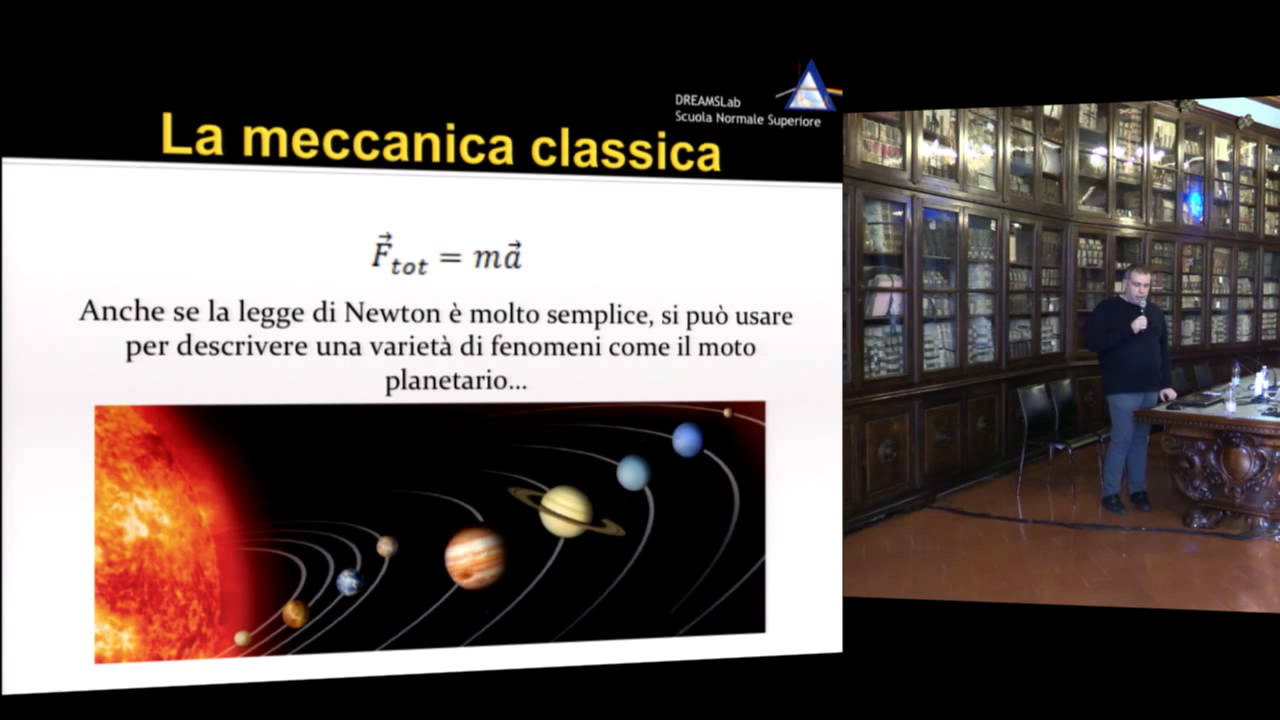 DREAMSLab
Scuola Normale Superiore
La meccanica classica
F⃗tot = ma⃗
Anche se la legge di Newton è molto semplice, si può usare
per descrivere una varietà di fenomeni come il moto
planetario...